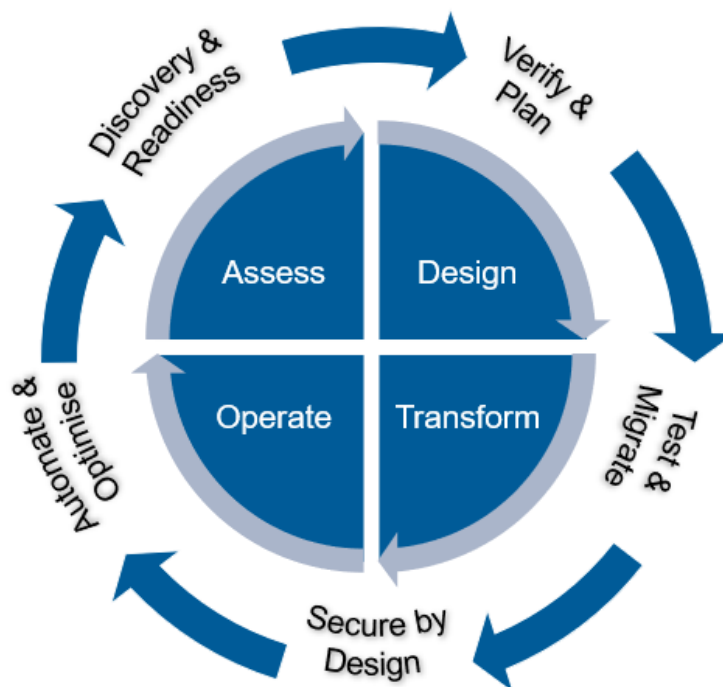 Discovery &
Readiness
Verify &
Plan
Assess
Design
Operate
Transform
Test &
Migrate
Automate &
Optimise
Secure by
Design